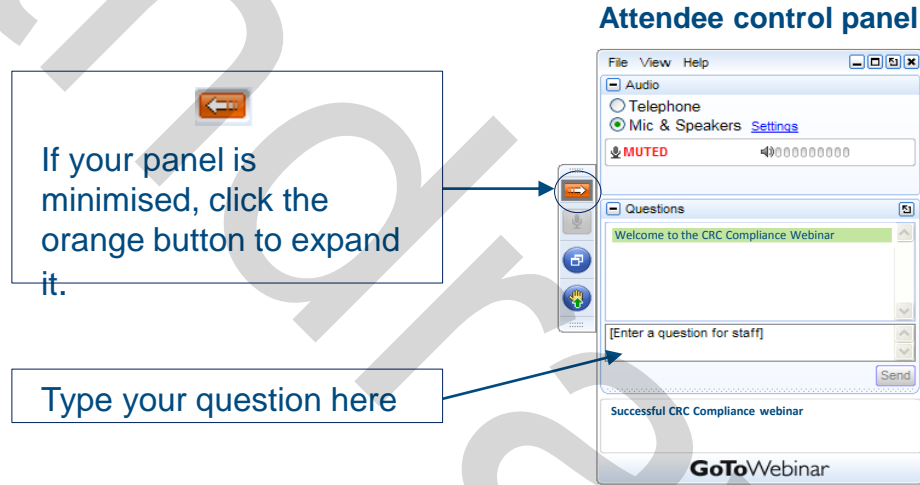 Attendee control panel
If your panel is
minimised, click the
orange button to expand
it.
Type your question here
File View Help
Audio
Telephone
Mic & Speakers Settings
MUTED
Questions
Welcome to the CRC Compliance Webinar
[Enter a question for staff]
Send
Successful CRC Compliance webinar
GoToWebinar